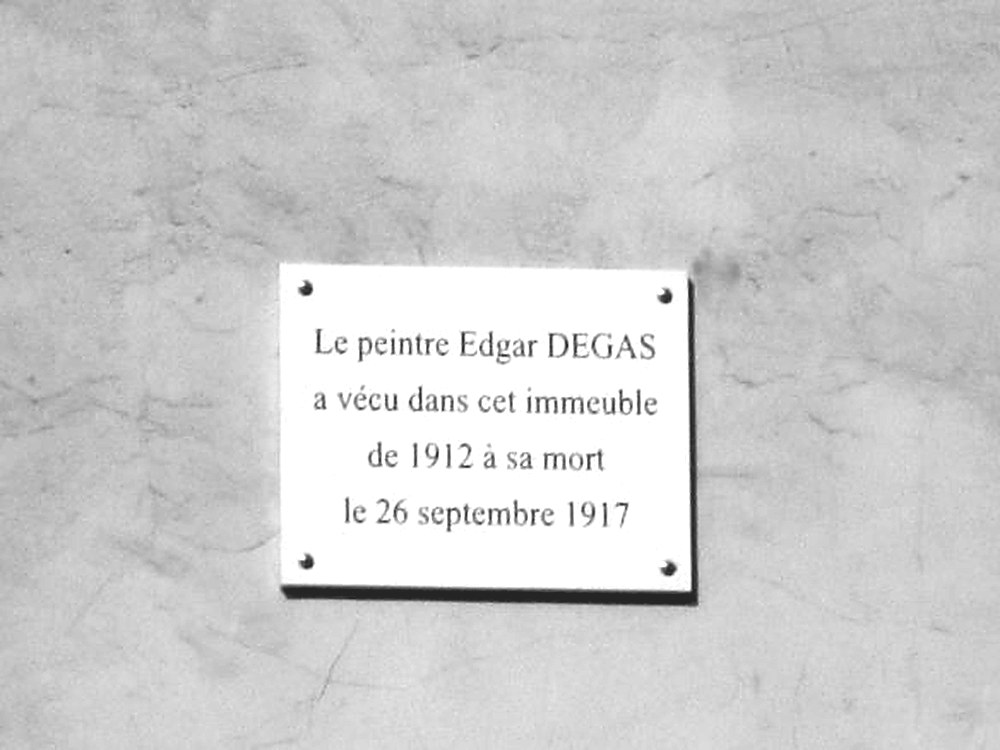 Le peintre Edgar DEGAS
a vécu dans cet immeuble
de 1912 à sa mort
le 26 septembre 1917